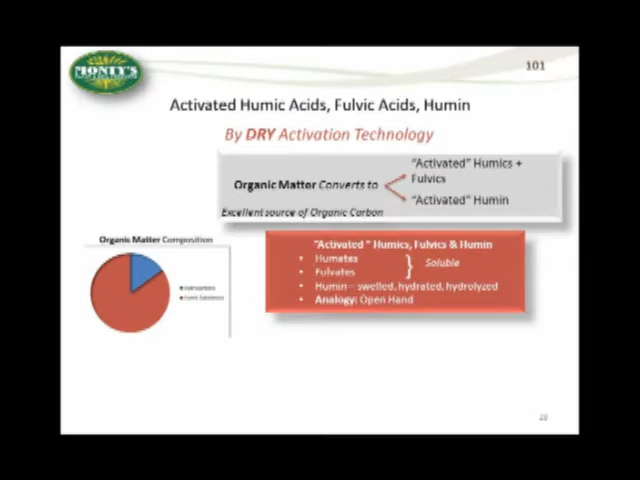 MONTY'S
101
Activated Humic Acids, Fulvic Acids, Humin
By DRY Activation Technology
Organic Matter Converts to
"Activated" Humics +
Fulvics
"Activated" Humin
Excellent source of Organic Carbon
Organic Matter Composition
"Activated " Humics, Fulvics & Humin
• Humates
• Fulvates
} Soluble
• Humin – swelled, hydrated, hydrolyzed
• Analogy: Open Hand
Humic Substances